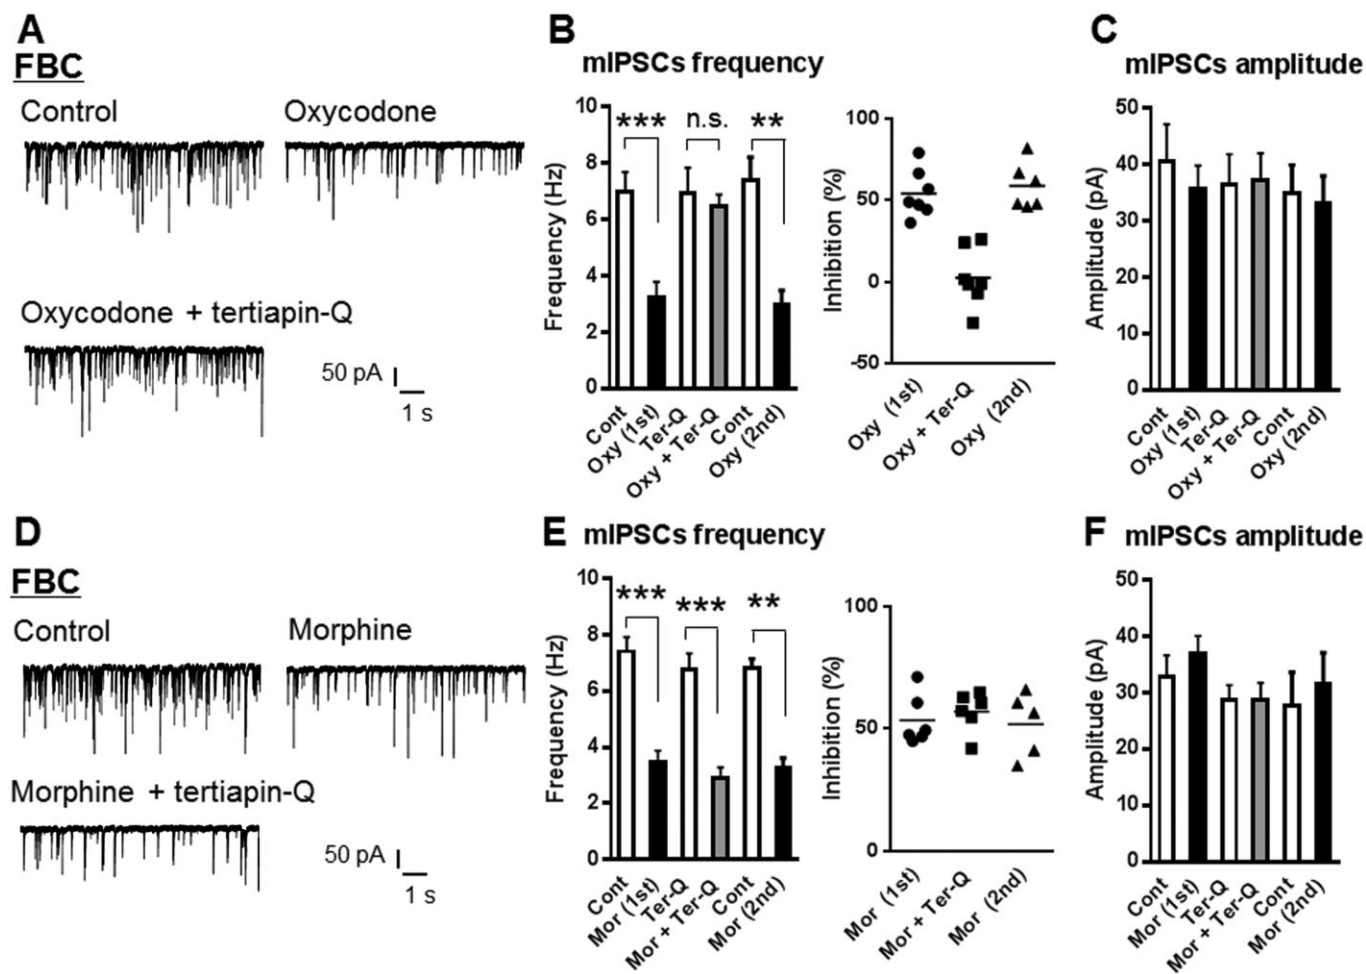 A
FBC
Control
Oxycodone
Oxycodone + tertiapin-Q
50 pA
1 s
B
mIPSCs frequency
Frequency (Hz)
10
8
6
4
2
0
***
n.s.
**
Cont
Oxy (1st)
Ter-Q
Oxy + Ter-Q
Cont
Oxy (2nd)
Inhibition (%)
100
50
0
-50
Oxy (1st)
Oxy + Ter-Q
Oxy (2nd)
C
mIPSCs amplitude
Amplitude (pA)
50
40
30
20
10
0
Cont
Oxy (1st)
Ter-Q
Oxy + Ter-Q
Cont
Oxy (2nd)
D
FBC
Control
Morphine
Morphine + tertiapin-Q
50 pA
1 s
E
mIPSCs frequency
Frequency (Hz)
10
8
6
4
2
0
***
***
**
Cont
Mor (1st)
Ter-Q
Mor + Ter-Q
Cont
Mor (2nd)
Inhibition (%)
100
50
0
Mor (1st)
Mor + Ter-Q
Mor (2nd)
F
mIPSCs amplitude
Amplitude (pA)
50
40
30
20
10
0
Cont
Mor (1st)
Ter-Q
Mor + Ter-Q
Cont
Mor (2nd)